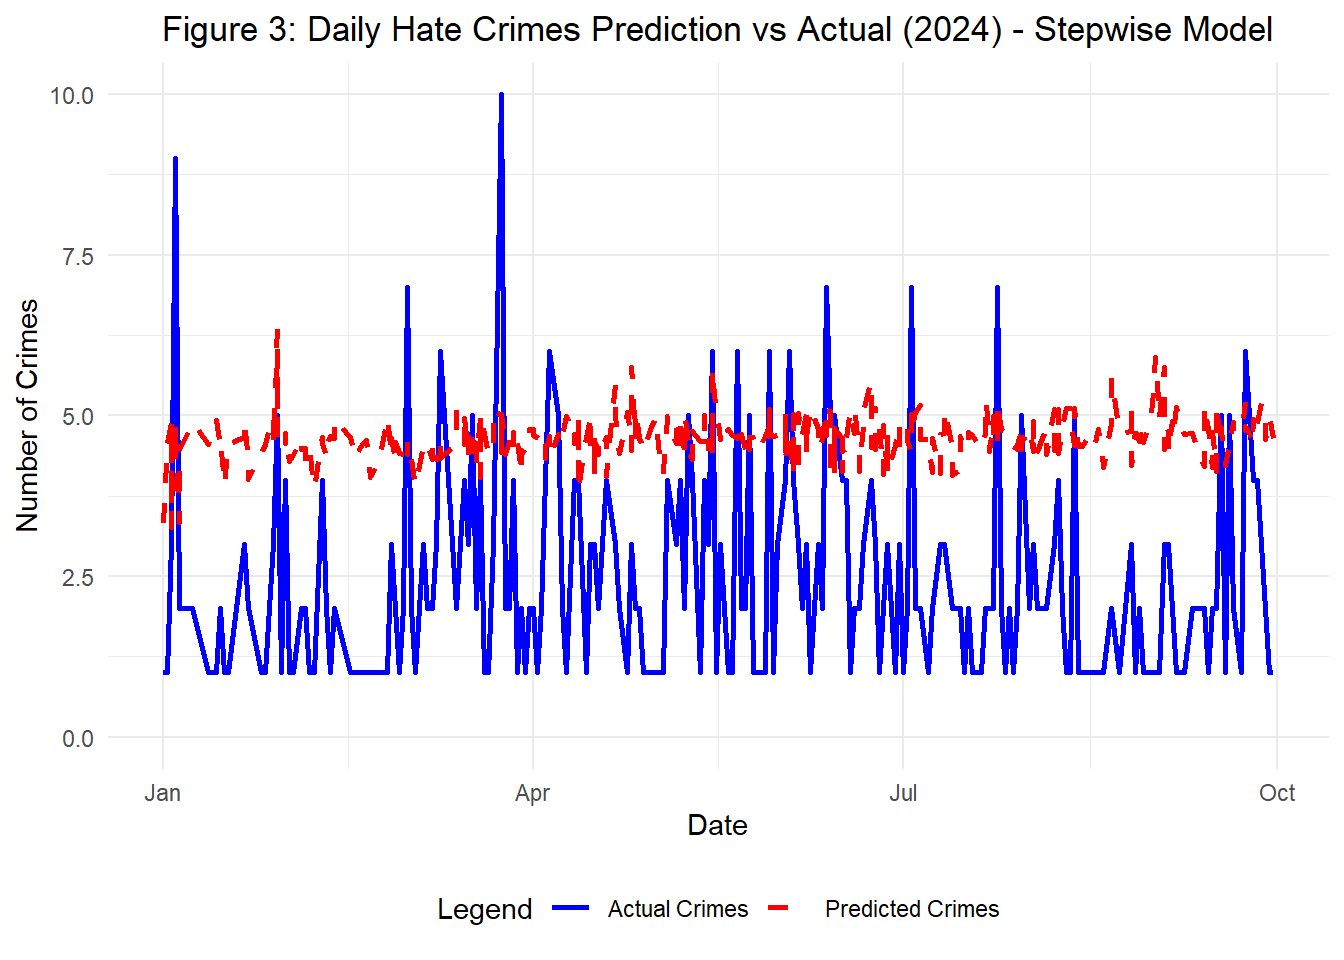 Figure 3: Daily Hate Crimes Prediction vs Actual (2024) - Stepwise Model
10.0
7.5
5.0
2.5
0.0
Number of Crimes
Jan Apr Jul Oct
Date
Legend Actual Crimes Predicted Crimes